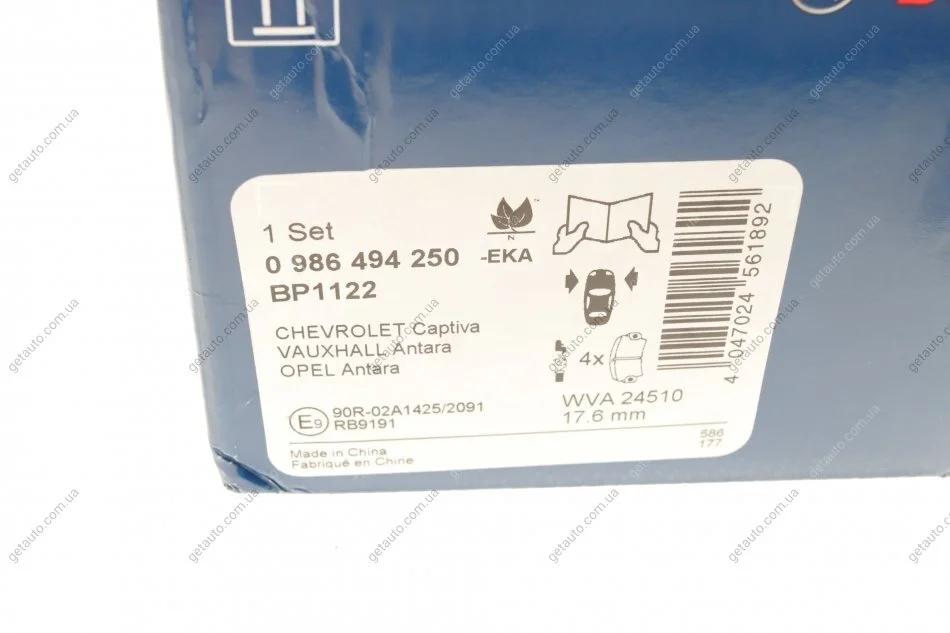 1 Set
0 986 494 250 -EKA
BP1122
CHEVROLET Captiva
VAUXHALL Antara
OPEL Antara
E9 90R-02A1425/2091
RB9191
Made in China
Fabriqué en Chine
4x
WVA 24510
17.6 mm
586
177
4 047024 561892
getauto.com.ua